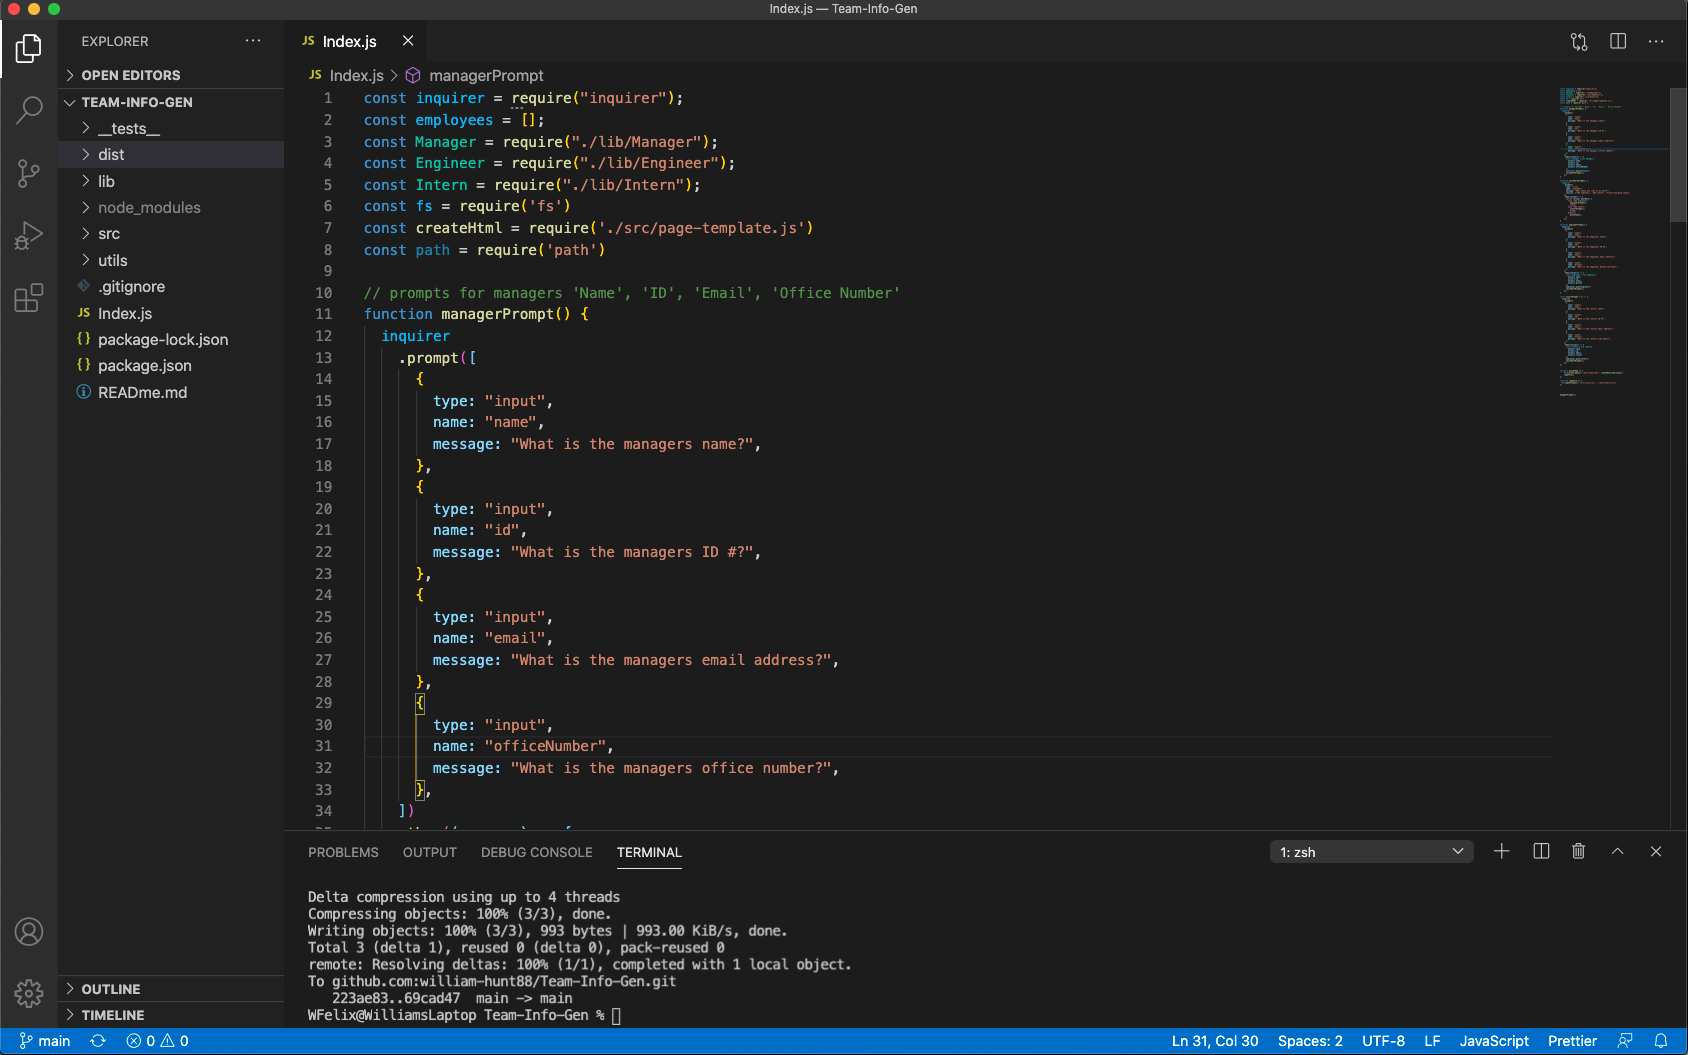 Index.js — Team-Info-Gen
EXPLORER
OPEN EDITORS
TEAM-INFO-GEN
__tests__
dist
lib
node_modules
src
utils
.gitignore
JS Index.js
{} package-lock.json
{} package.json
READme.md
OUTLINE
TIMELINE
JS Index.js
JS Index.js > managerPrompt
1 const inquirer = require("inquirer");
2 const employees = [];
3 const Manager = require("./lib/Manager");
4 const Engineer = require("./lib/Engineer");
5 const Intern = require("./lib/Intern");
6 const fs = require('fs')
7 const createHtml = require('./src/page-template.js')
8 const path = require('path')
9
10 // prompts for managers 'Name', 'ID', 'Email', 'Office Number'
11 function managerPrompt() {
12 inquirer
13 .prompt([
14 {
15 type: "input",
16 name: "name",
17 message: "What is the managers name?",
18 },
19 {
20 type: "input",
21 name: "id",
22 message: "What is the managers ID #?",
23 },
24 {
25 type: "input",
26 name: "email",
27 message: "What is the managers email address?",
28 },
29 {
30 type: "input",
31 name: "officeNumber",
32 message: "What is the managers office number?",
33 },
34 ])
PROBLEMS OUTPUT DEBUG CONSOLE TERMINAL 1: zsh
Delta compression using up to 4 threads
Compressing objects: 100% (3/3), done.
Writing objects: 100% (3/3), 993 bytes | 993.00 KiB/s, done.
Total 3 (delta 1), reused 0 (delta 0), pack-reused 0
remote: Resolving deltas: 100% (1/1), completed with 1 local object.
To github.com:william-hunt88/Team-Info-Gen.git
223ae83..69cad47 main -> main
WFelix@WilliamsLaptop Team-Info-Gen %
main 0 0 Ln 31, Col 30 Spaces: 2 UTF-8 LF JavaScript Prettier